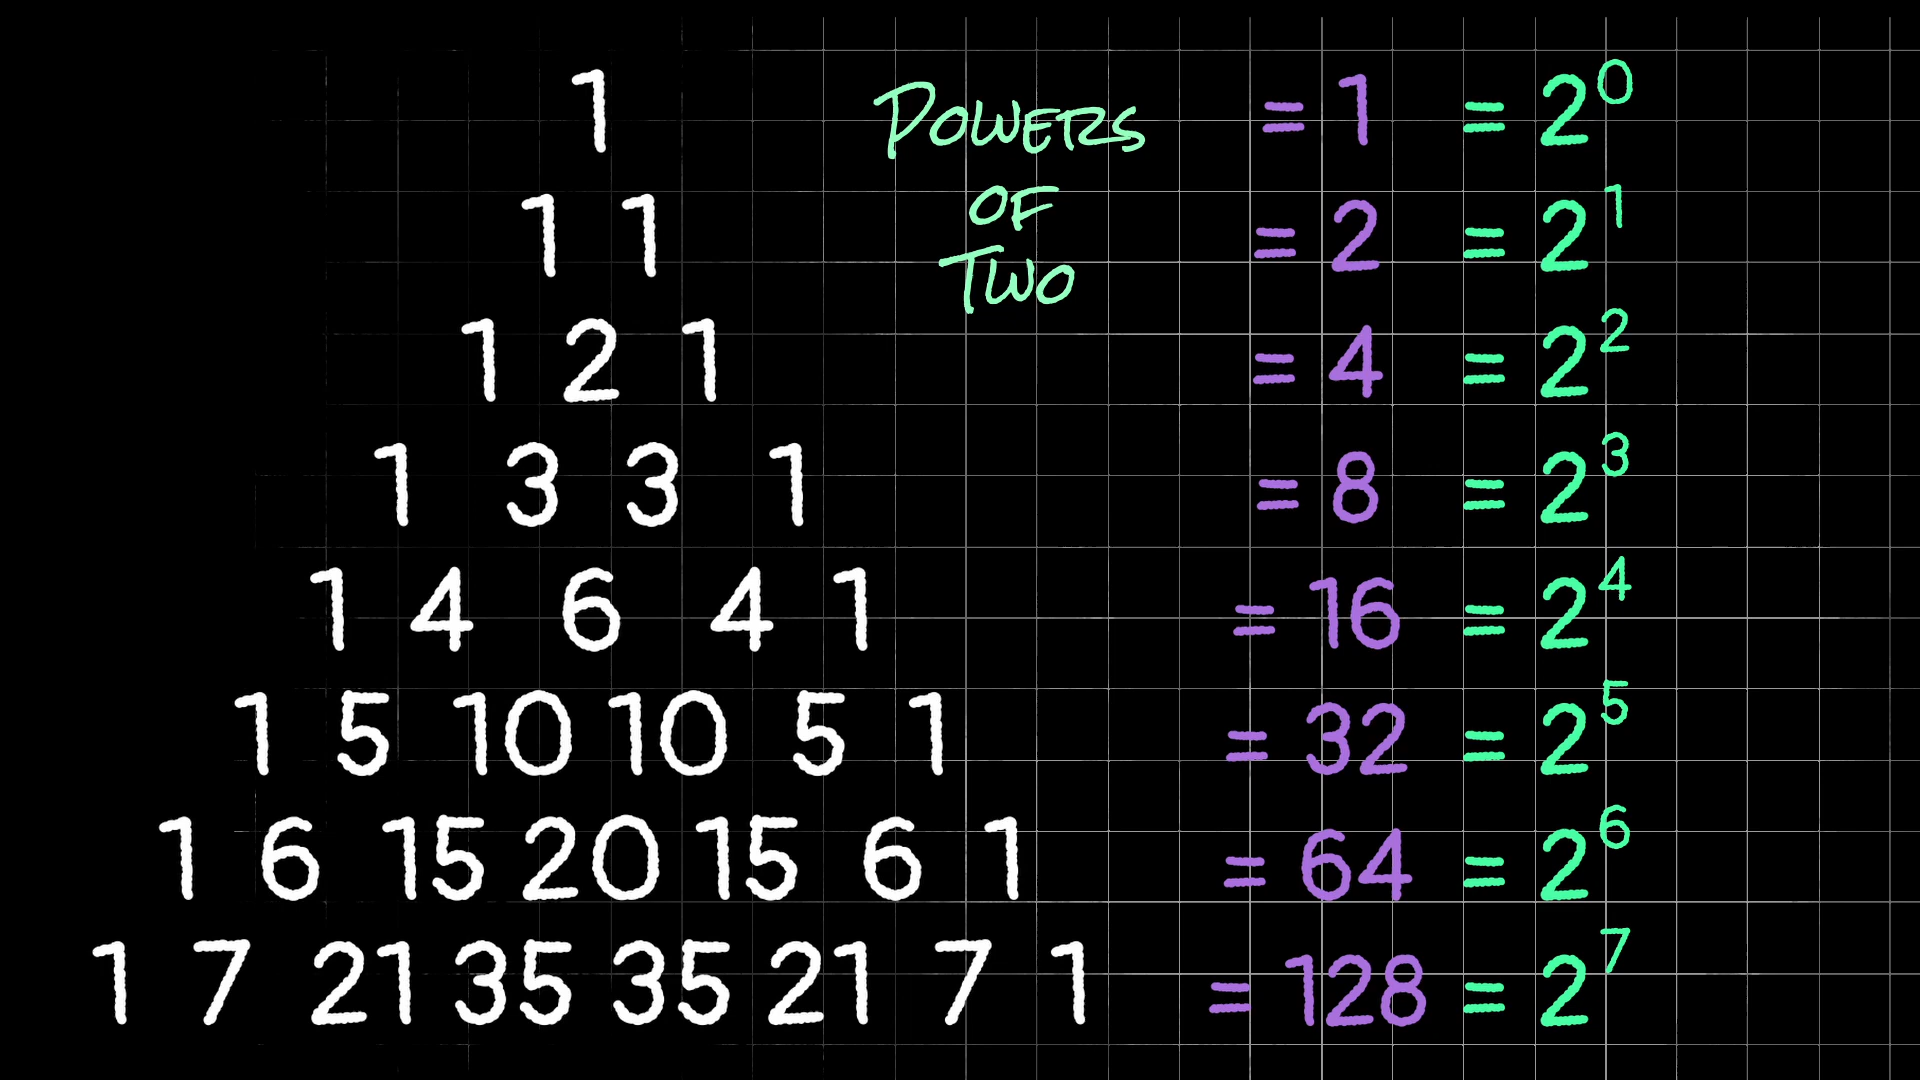 1 = 1 = 2⁰
Powers
of
Two
1 1 = 2 = 2¹
1 2 1 = 4 = 2²
1 3 3 1 = 8 = 2³
1 4 6 4 1 = 16 = 2⁴
1 5 10 10 5 1 = 32 = 2⁵
1 6 15 20 15 6 1 = 64 = 2⁶
1 7 21 35 35 21 7 1 = 128 = 2⁷